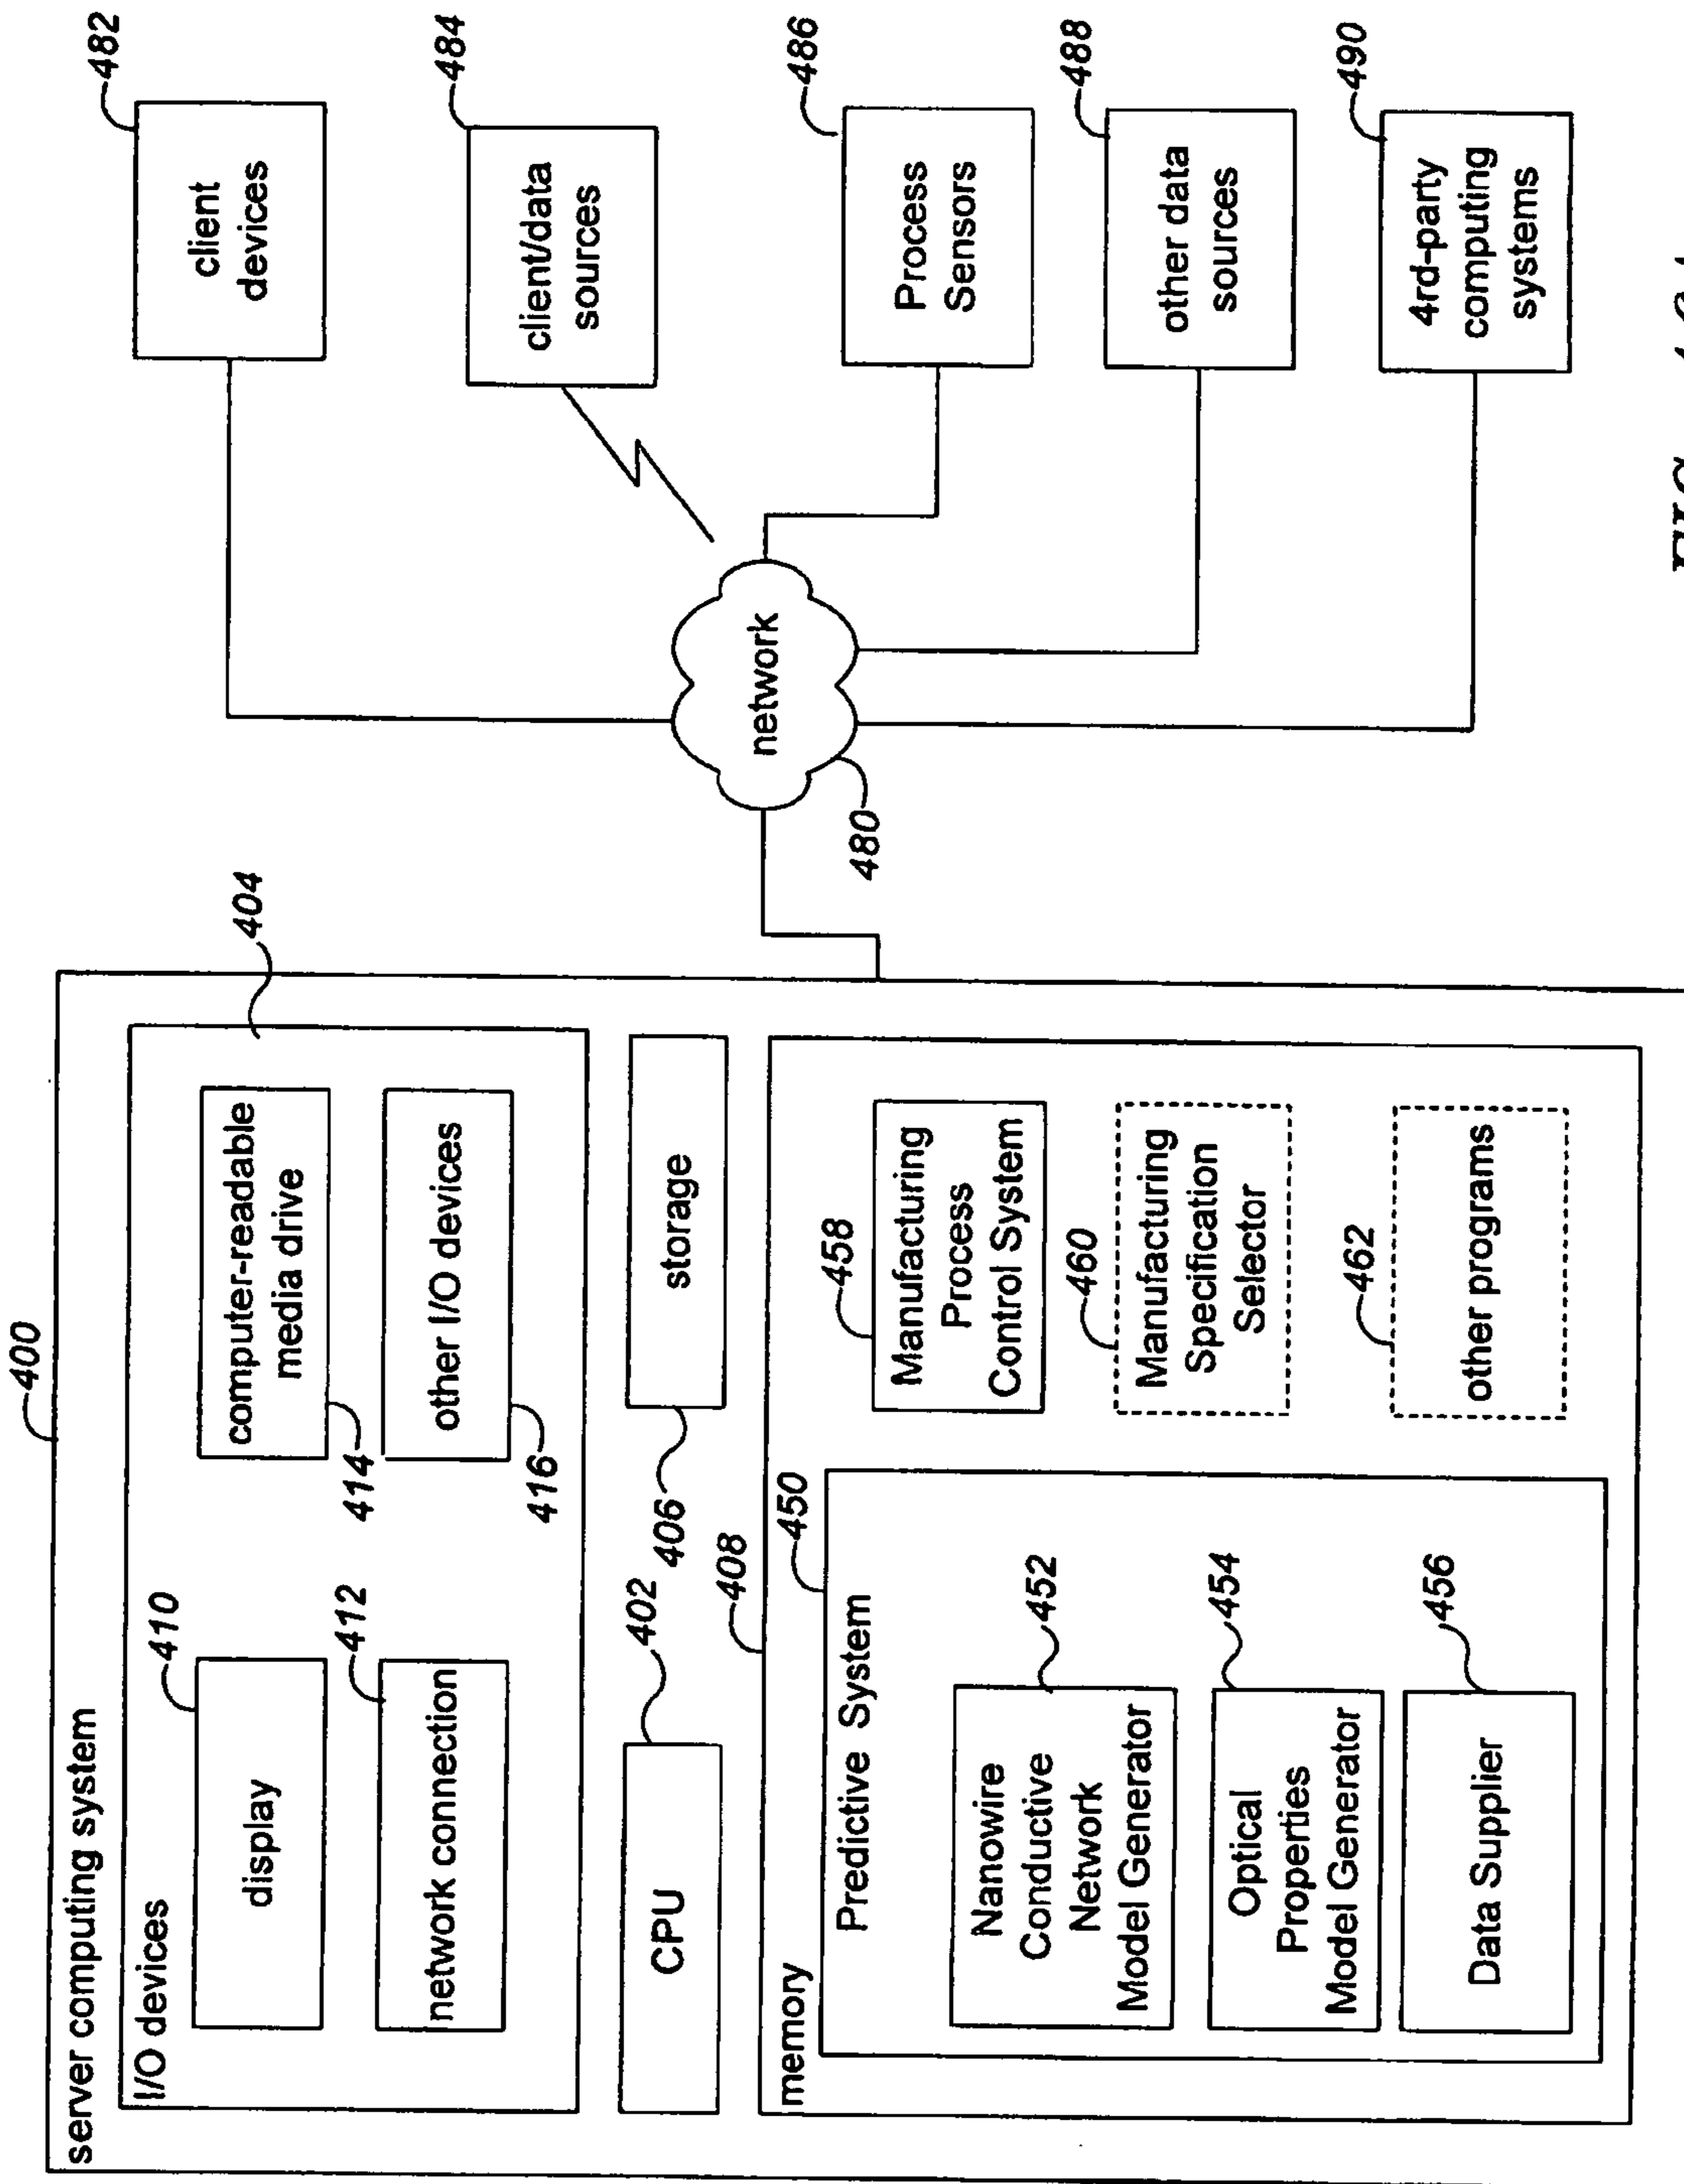 server computing system
400
I/O devices
404
410
display
412
network connection
computer-readable
media drive
414
other I/O devices
416
CPU
402
storage
406
408
memory
450
Predictive System
Nanowire
Conductive
Network
Model Generator
452
Optical
Properties
Model Generator
454
Data Supplier
456
458
Manufacturing
Process
Control System
460
Manufacturing
Specification
Selector
462
other programs
network
480
482
client
devices
484
client/data
sources
486
Process
Sensors
488
other data
sources
490
4rd-party
computing
systems